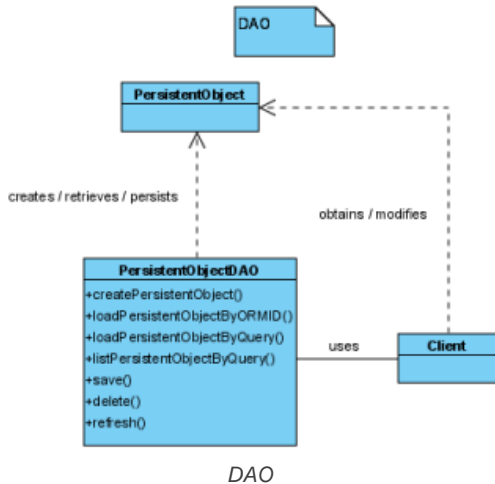 DAO
PersistentObject
creates / retrieves / persists
obtains / modifies
PersistentObjectDAO
+createPersistentObject()
+loadPersistentObjectByORMID()
+loadPersistentObjectByQuery()
+listPersistentObjectByQuery()
+save()
+delete()
+refresh()
uses
Client
DAO